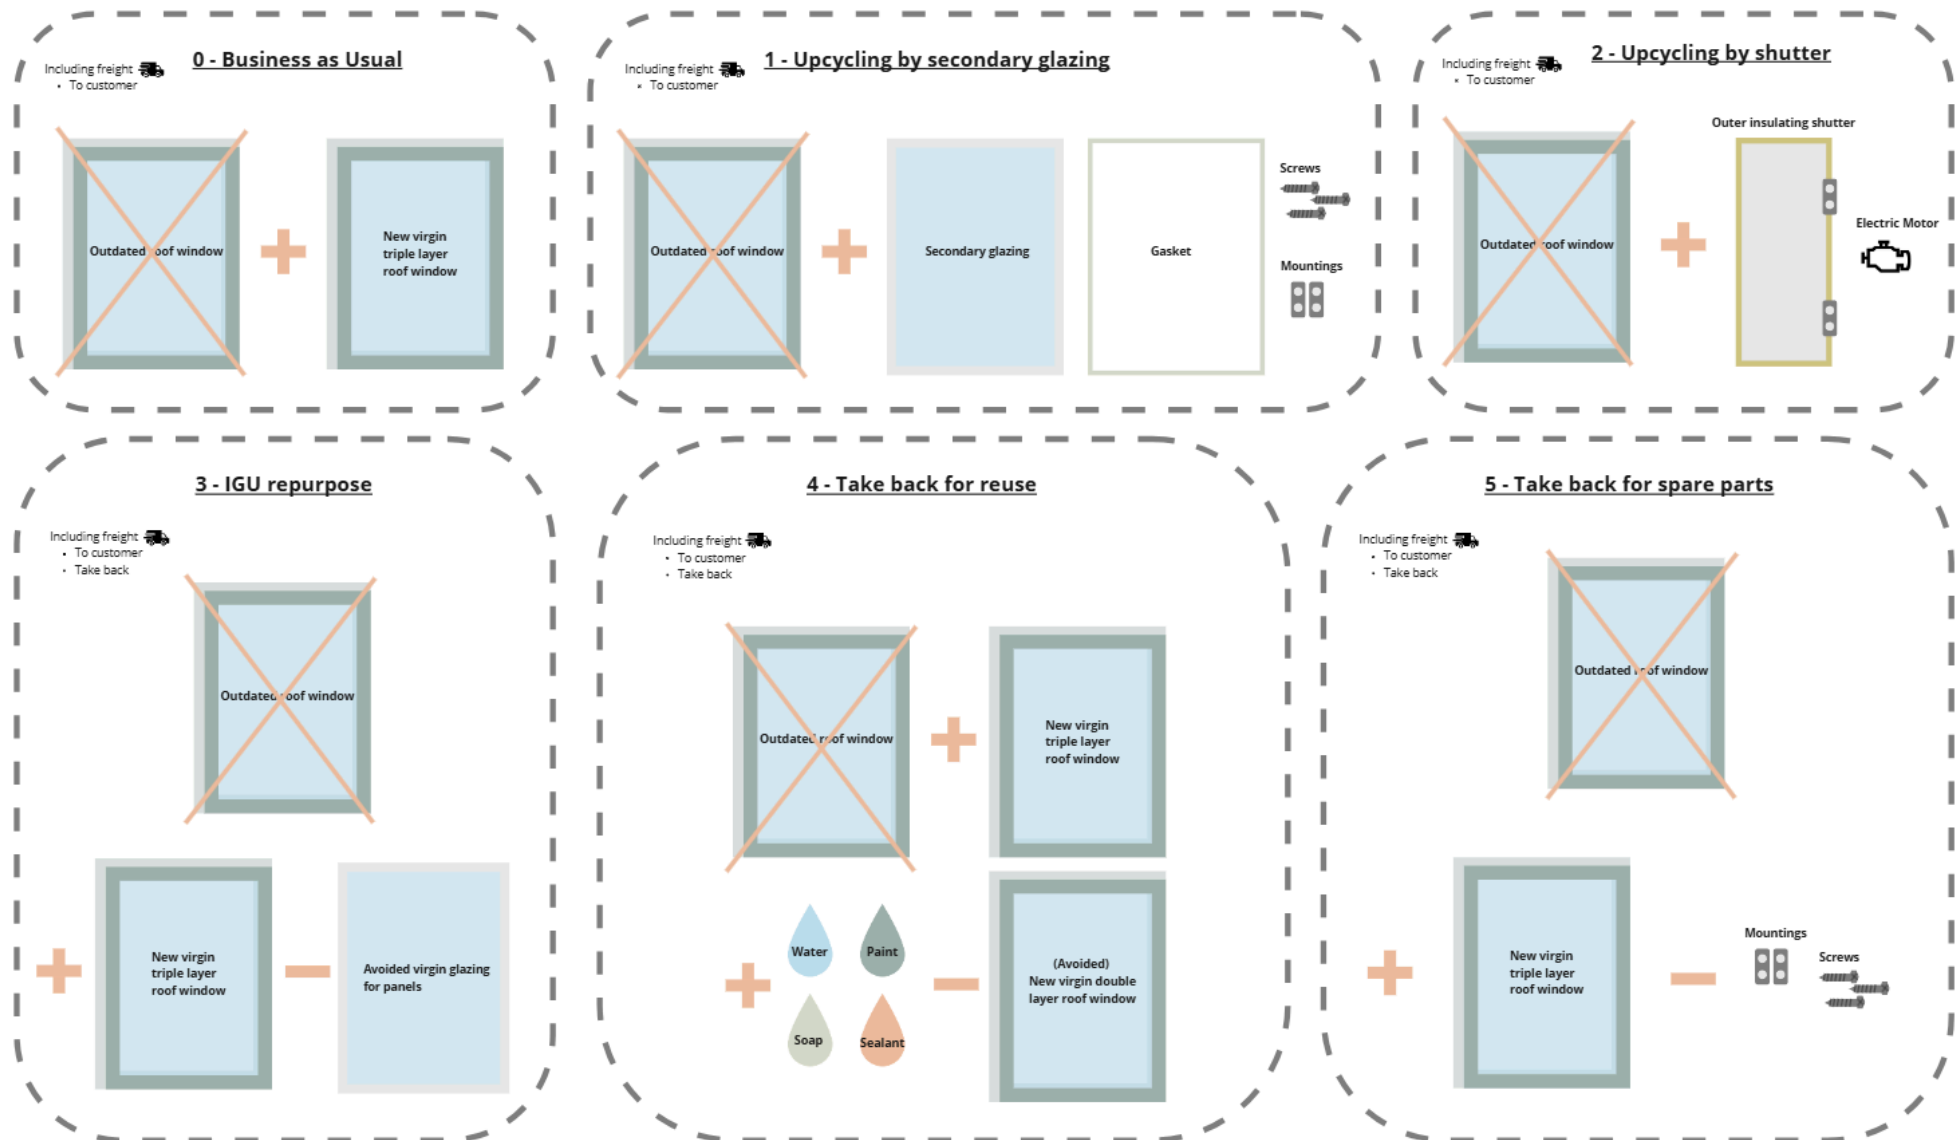 0 - Business as Usual
Including freight
• To customer
Outdated roof window
New virgin
triple layer
roof window
1 - Upcycling by secondary glazing
Including freight
• To customer
Outdated roof window
Secondary glazing
Gasket
Screws
Mountings
2 - Upcycling by shutter
Including freight
• To customer
Outdated roof window
Outer insulating shutter
Electric Motor
3 - IGU repurpose
Including freight
• To customer
• Take back
Outdated roof window
New virgin
triple layer
roof window
Avoided virgin glazing
for panels
4 - Take back for reuse
Including freight
• To customer
• Take back
Outdated roof window
New virgin
triple layer
roof window
Water
Paint
Soap
Sealant
(Avoided)
New virgin double
layer roof window
5 - Take back for spare parts
Including freight
• To customer
• Take back
Outdated roof window
New virgin
triple layer
roof window
Mountings
Screws